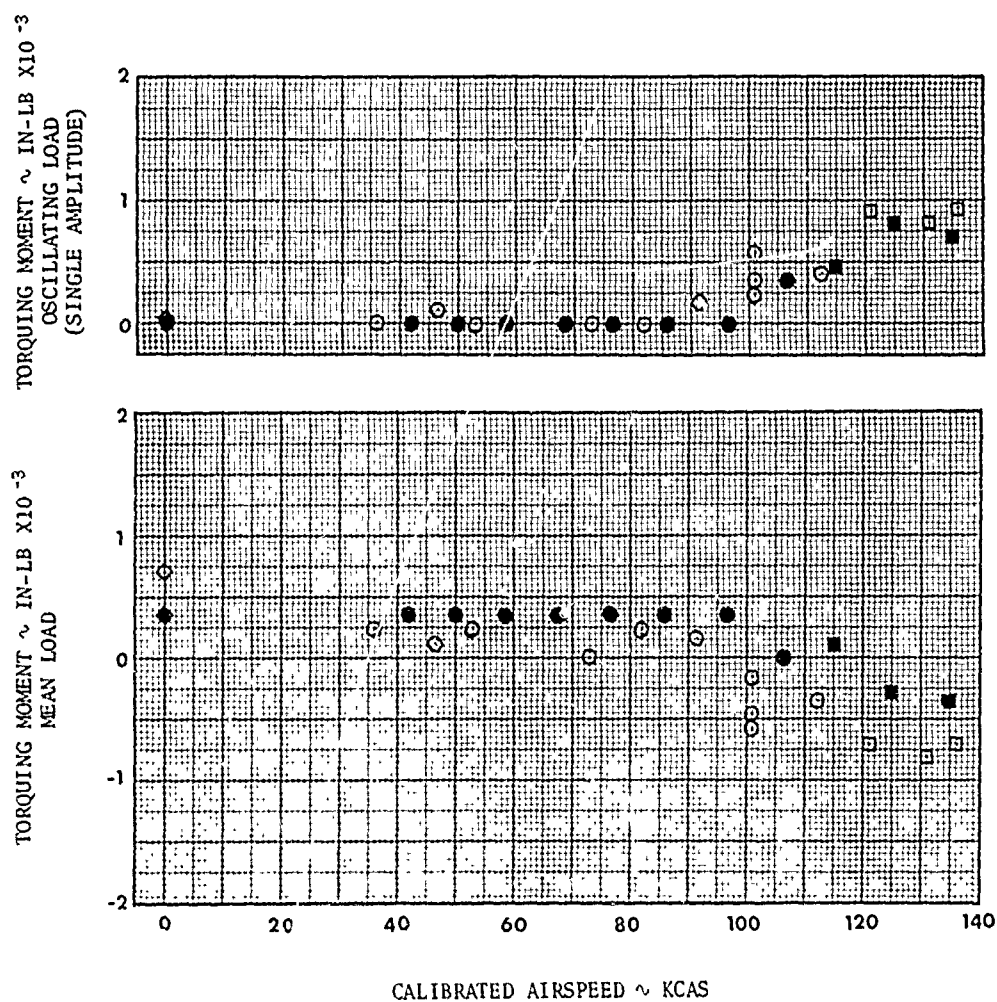 TORQUING MOMENT ~ IN-LB X10 -3
OSCILLATING LOAD
(SINGLE AMPLITUDE)
2
1
0
TORQUING MOMENT ~ IN-LB X10 -3
MEAN LOAD
2
1
0
-1
-2
0 20 40 60 80 100 120 140
CALIBRATED AIRSPEED ~ KCAS